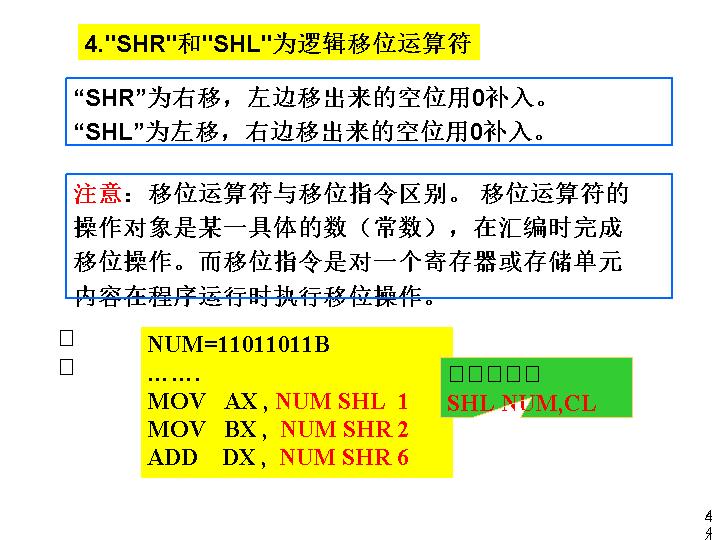 4."SHR"和"SHL"为逻辑移位运算符
“SHR”为右移，左边移出来的空位用0补入。
“SHL”为左移，右边移出来的空位用0补入。
注意：移位运算符与移位指令区别。 移位运算符的
操作对象是某一具体的数（常数），在汇编时完成
移位操作。而移位指令是对一个寄存器或存储单元
内容在程序运行时执行移位操作。
NUM=11011011B
…….
MOV AX , NUM SHL 1
MOV BX , NUM SHR 2
ADD DX , NUM SHR 6
SHL NUM,CL
4
4